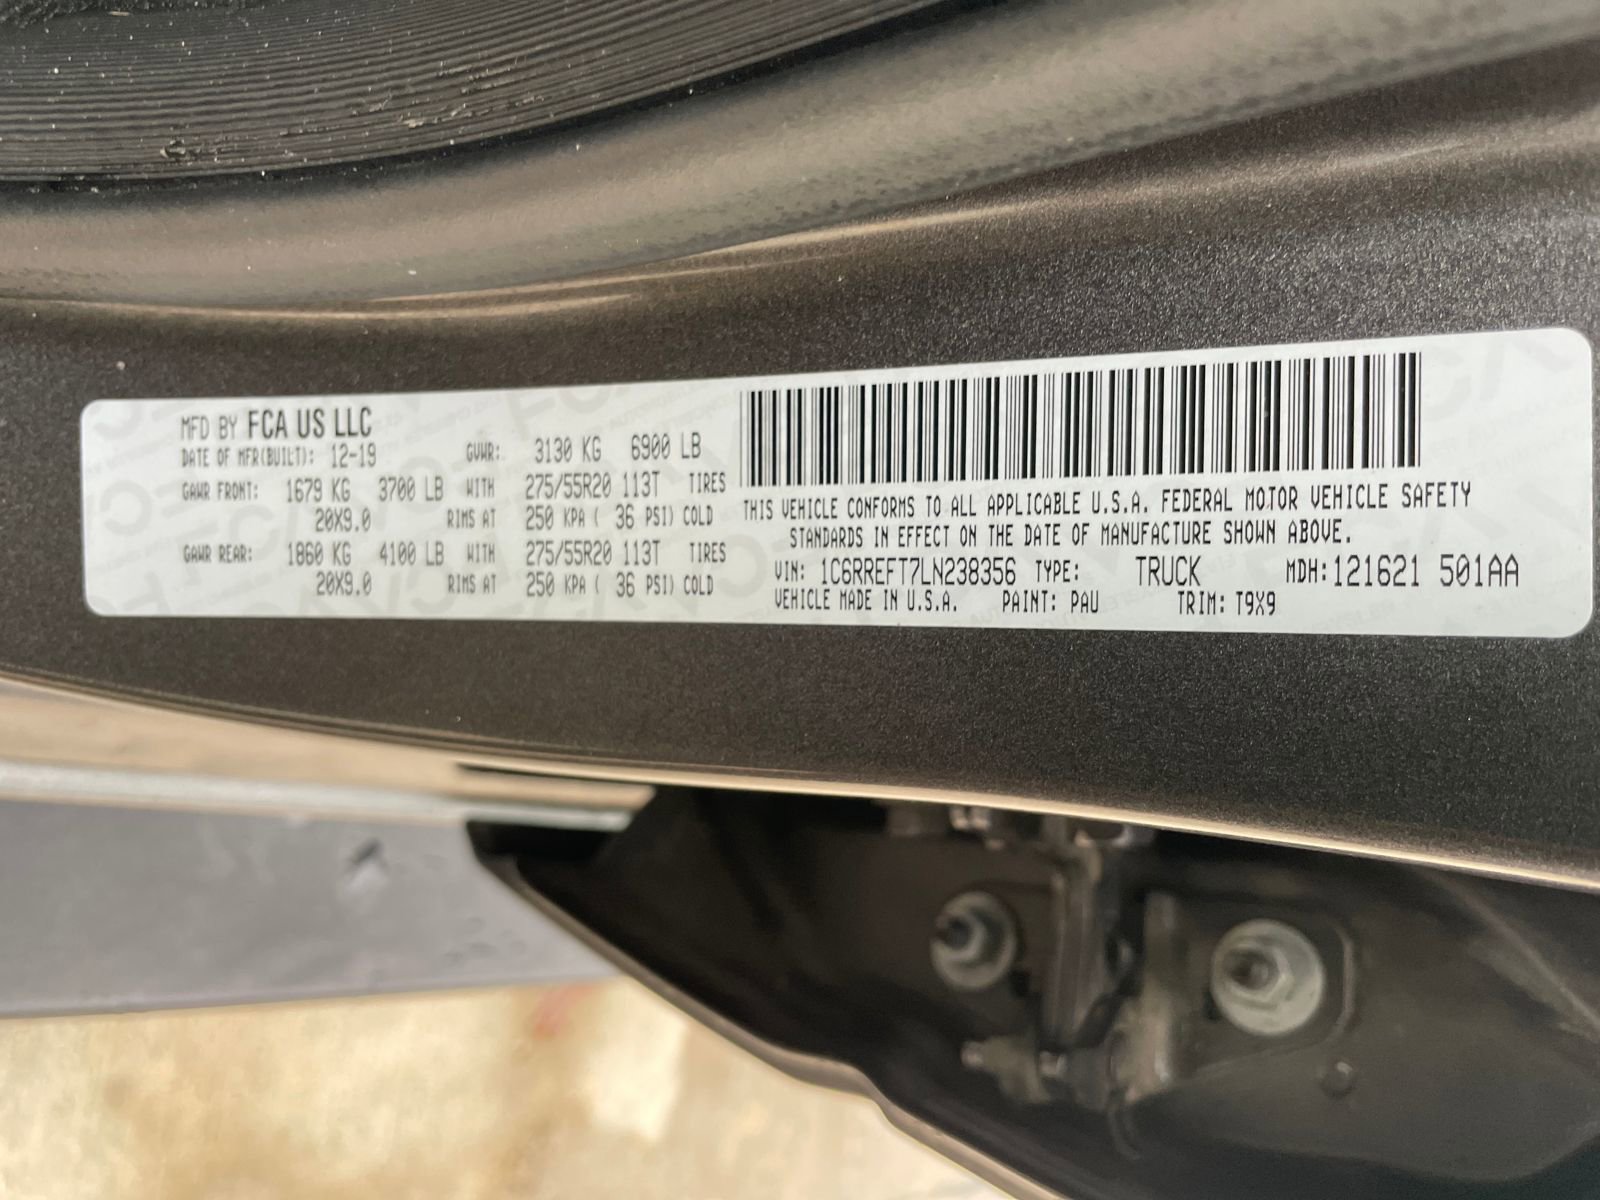 MFD BY FCA US LLC
DATE OF MFR(BUILT): 12-19 GVWR: 3130 KG 6900 LB
GAWR FRONT: 1679 KG 3700 LB WITH 275/55R20 113T TIRES
20X9.0 RIMS AT 250 KPA ( 36 PSI) COLD
GAWR REAR: 1860 KG 4100 LB WITH 275/55R20 113T TIRES
20X9.0 RIMS AT 250 KPA ( 36 PSI) COLD
THIS VEHICLE CONFORMS TO ALL APPLICABLE U.S.A. FEDERAL MOTOR VEHICLE SAFETY
STANDARDS IN EFFECT ON THE DATE OF MANUFACTURE SHOWN ABOVE.
VIN: 1C6RREFT7LN238356 TYPE: TRUCK MDH: 121621 501AA
VEHICLE MADE IN U.S.A. PAINT: PAU TRIM: T9X9